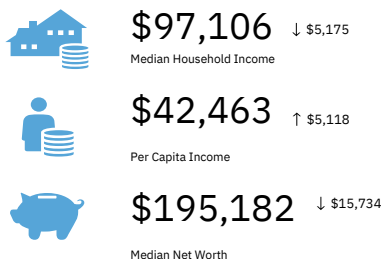 $97,106 ↓ $5,175
Median Household Income
$42,463 ↑ $5,118
Per Capita Income
$195,182 ↓ $15,734
Median Net Worth